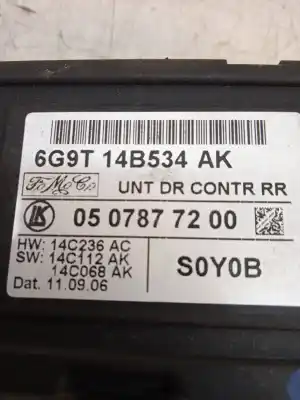 6G9T 14B534 AK
FoMoCo
UNT DR CONTR RR
LK 05 0787 72 00
HW: 14C236 AC
SW: 14C112 AK
14C068 AK
S0Y0B
Dat. 11.09.06